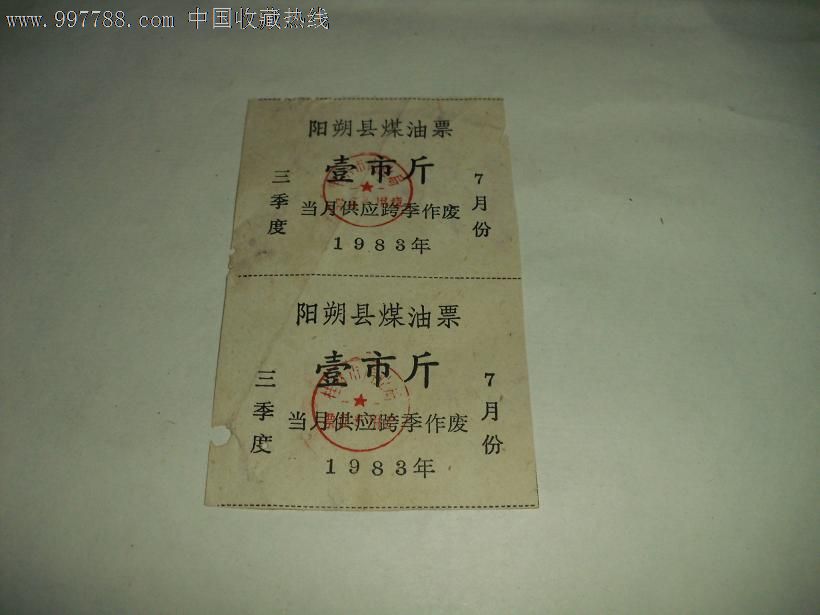 www.997788.com 中国收藏热线
阳朔县煤油票
壹市斤
三季度
7月份
当月供应跨季作废
1983年
阳朔县煤油票
壹市斤
三季度
7月份
当月供应跨季作废
1983年